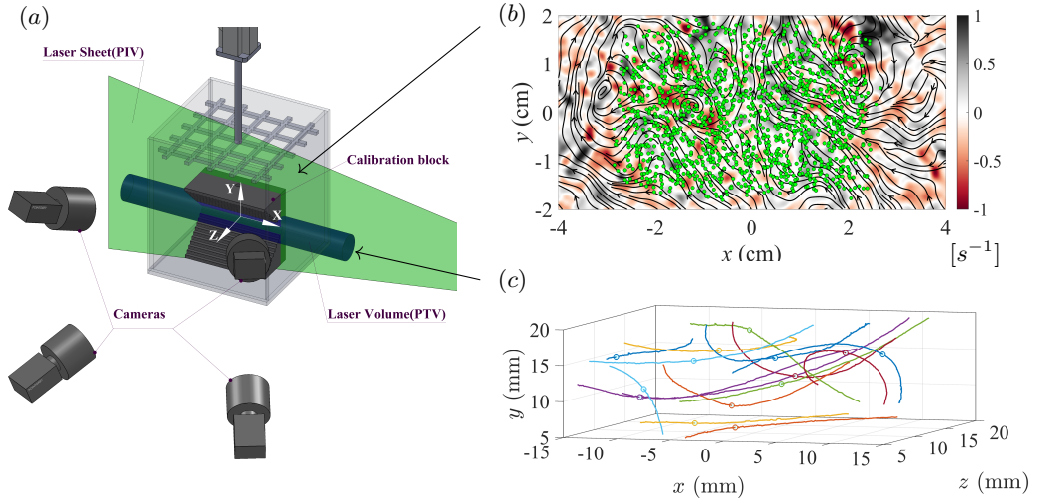 (a)
Laser Sheet(PIV)
Calibration block
Y
X
Z
Cameras
Laser Volume(PTV)
(b)
2
1
0
-1
-2
y (cm)
-4
-2
0
2
4
x (cm)
1
0.5
0
-0.5
-1
[s⁻¹]
(c)
20
15
10
5
y (mm)
-15
-10
-5
0
5
10
15
x (mm)
5
10
15
20
z (mm)